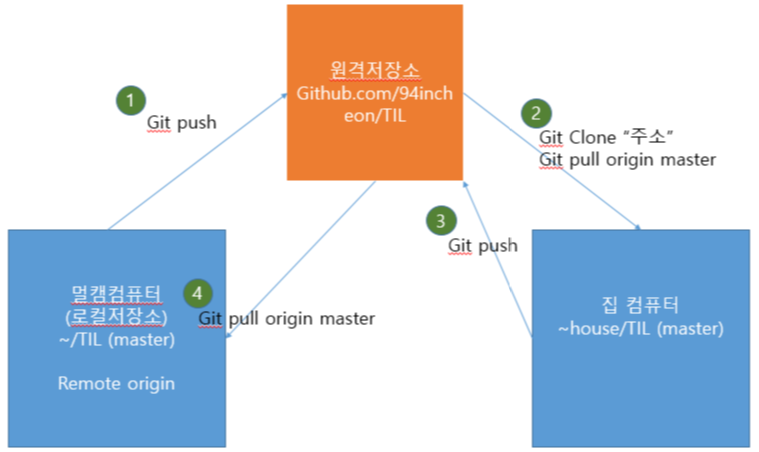 원격저장소
Github.com/94inch
eon/TIL
1
Git push
2
Git Clone “주소”
Git pull origin master
3
Git push
멀캠컴퓨터
(로컬저장소)
~/TIL (master)
Remote origin
4
Git pull origin master
집 컴퓨터
~house/TIL (master)